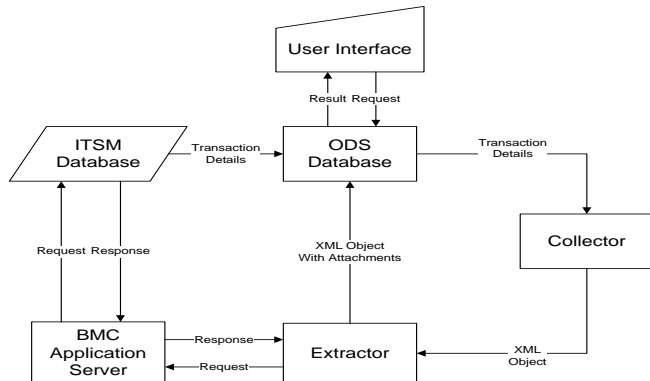 User Interface
Result Request
ITSM
Database
Transaction
Details
ODS
Database
Transaction
Details
Collector
Request Response
XML Object
With Attachments
BMC
Application
Server
Response
Request
Extractor
XML
Object